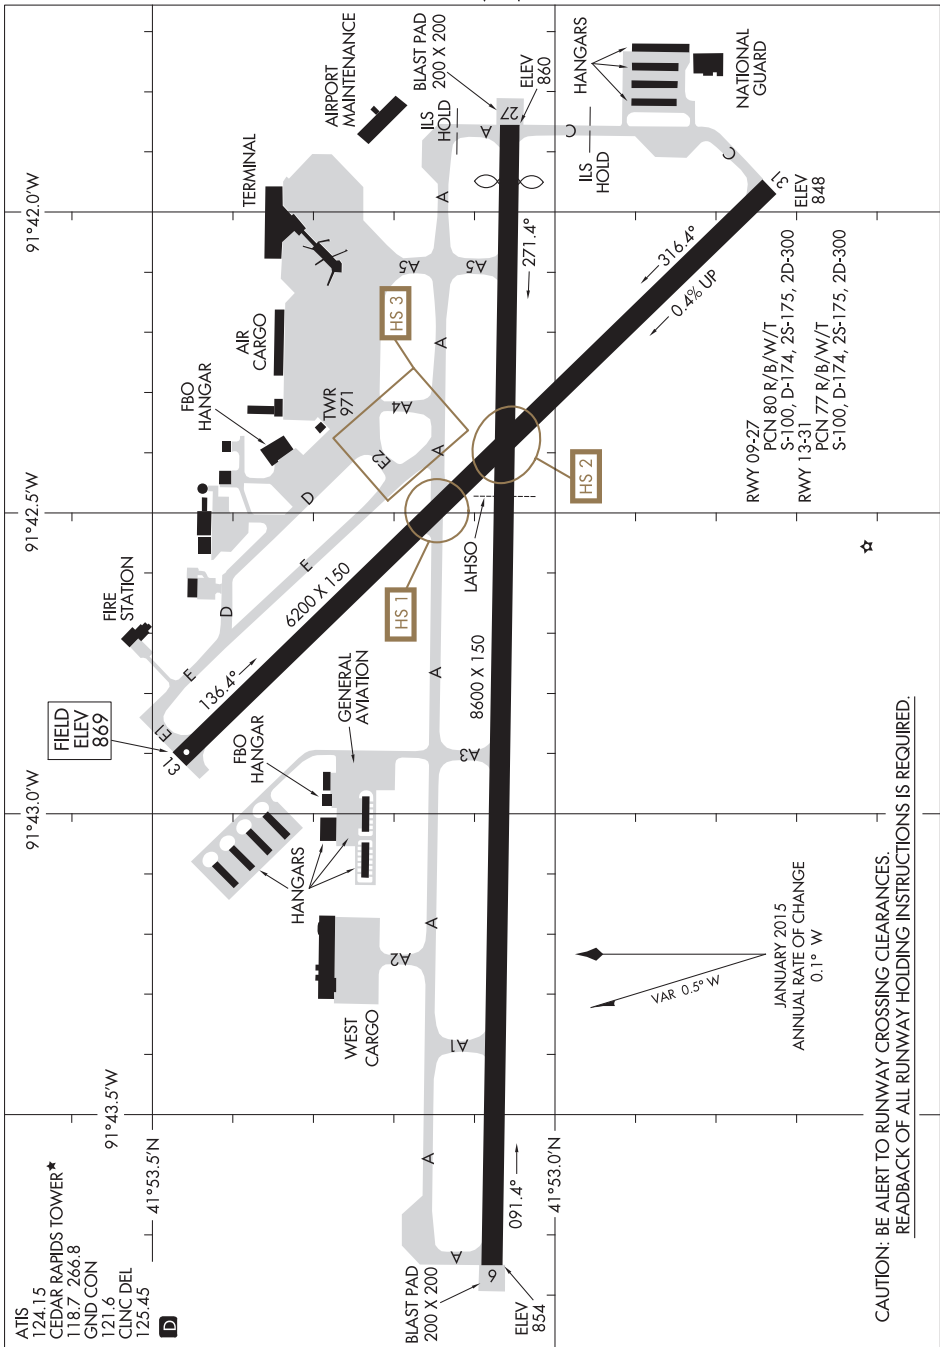 ATIS
124.15
CEDAR RAPIDS TOWER★
118.7 266.8
GND CON
121.6
CLNC DEL
125.45
D
91°43.5'W
91°43.0'W
91°42.5'W
91°42.0'W
41°53.5'N
41°53.0'N
FIELD
ELEV
869
13
E1
E
136.4°
6200 X 150
E
FIRE
STATION
D
D
FBO
HANGAR
TWR
971
AIR
CARGO
TERMINAL
AIRPORT
MAINTENANCE
HANGARS
FBO
HANGAR
GENERAL
AVIATION
WEST
CARGO
A2
A
A
A1
A
A3
A
HS 1
HS 3
E2
A4
A
A
A5
A5
A
A
ILS
HOLD
BLAST PAD
200 X 200
27
ELEV
860
C
ILS
HOLD
C
HANGARS
NATIONAL
GUARD
31
ELEV
848
316.4°
0.4% UP
271.4°
HS 2
LAHSO
8600 X 150
091.4°
9
BLAST PAD
200 X 200
ELEV
854
RWY 09-27
PCN 80 R/B/W/T
S-100, D-174, 2S-175, 2D-300
RWY 13-31
PCN 77 R/B/W/T
S-100, D-174, 2S-175, 2D-300
VAR 0.5° W
JANUARY 2015
ANNUAL RATE OF CHANGE
0.1° W
CAUTION: BE ALERT TO RUNWAY CROSSING CLEARANCES.
READBACK OF ALL RUNWAY HOLDING INSTRUCTIONS IS REQUIRED.